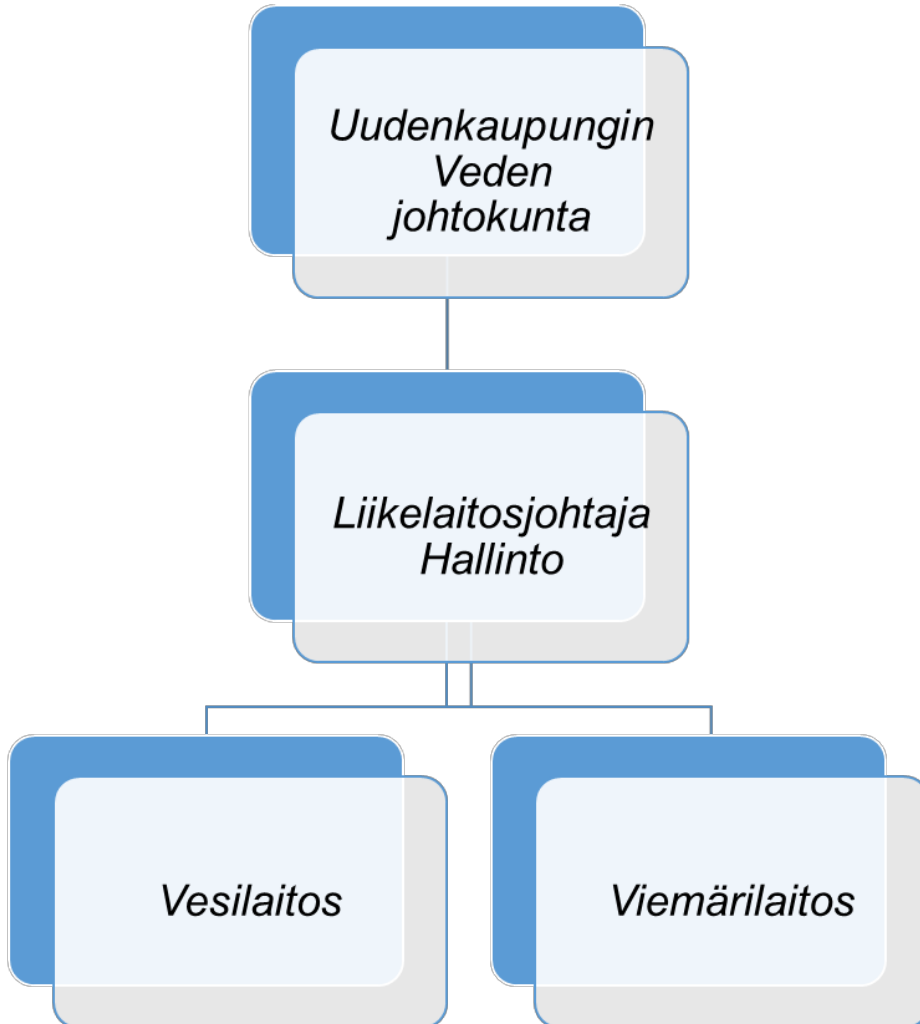 Uudenkaupungin
Veden
johtokunta
Liikelaitosjohtaja
Hallinto
Vesilaitos
Viemärilaitos